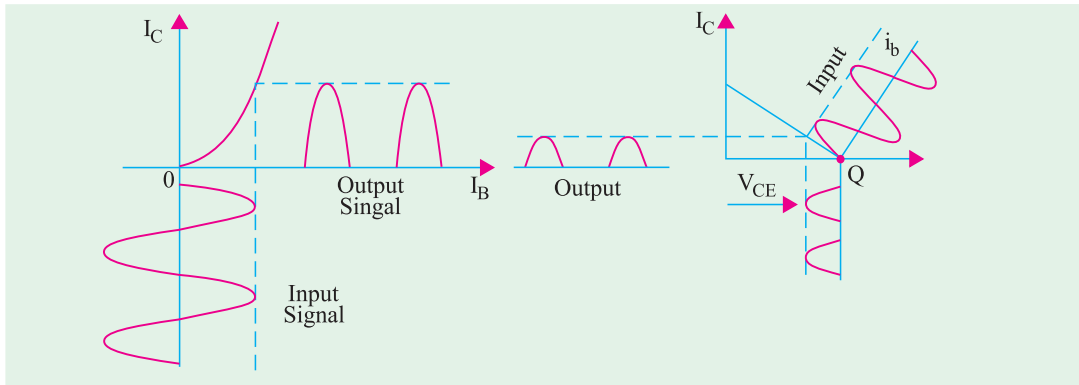 I_C
0
Output
Singal
I_B
Input
Signal
Output
I_C
Input
i_b
Q
V_CE